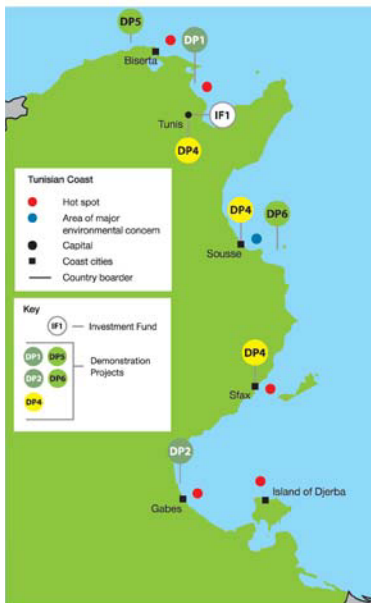 DP5
DP1
Biserta
IF1
Tunis
DP4
Tunisian Coast
Hot spot
Area of major
environmental concern
Capital
Coast cities
Country boarder
DP4
DP6
Sousse
Key
IF1
Investment Fund
DP1
DP5
DP2
DP6
Demonstration
Projects
DP4
DP4
Sfax
DP2
Gabes
Island of Djerba